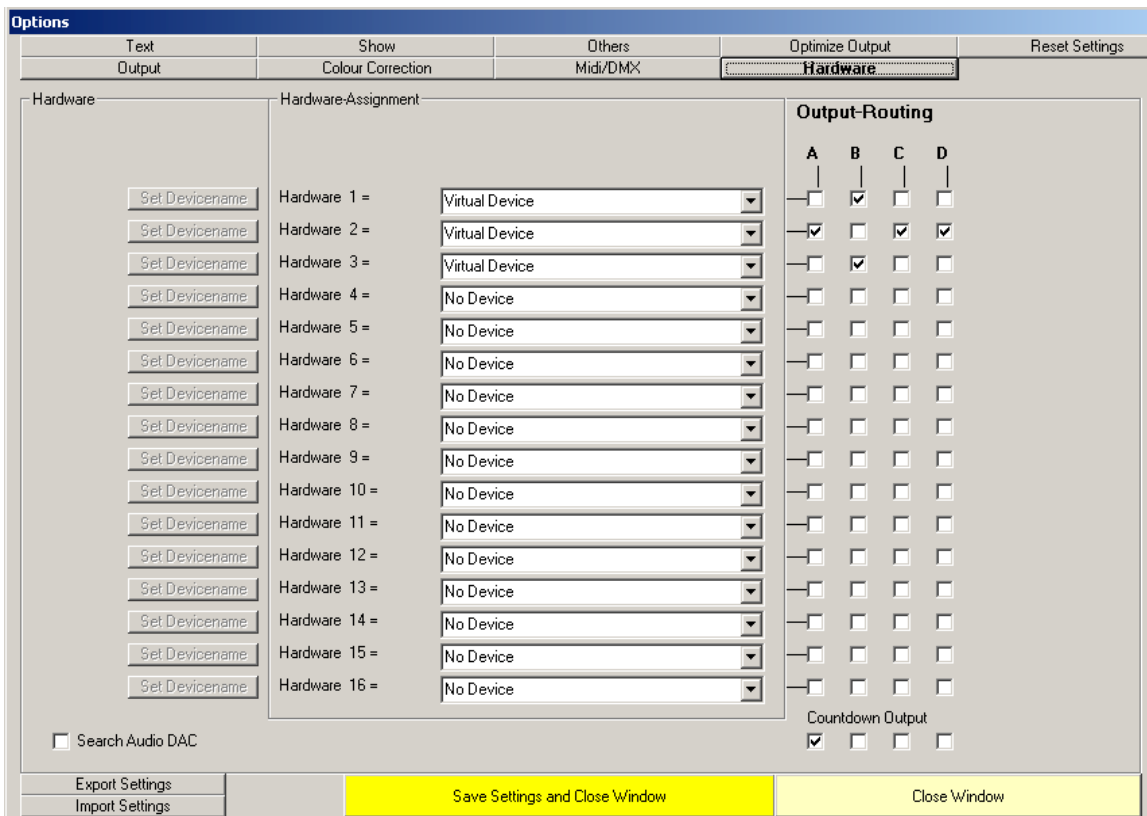 Options
Text Show Others Optimize Output Reset Settings
Output Colour Correction Midi/DMX Hardware
Hardware Hardware-Assignment Output-Routing
A B C D
Set Devicename Hardware 1 = Virtual Device
Set Devicename Hardware 2 = Virtual Device
Set Devicename Hardware 3 = Virtual Device
Set Devicename Hardware 4 = No Device
Set Devicename Hardware 5 = No Device
Set Devicename Hardware 6 = No Device
Set Devicename Hardware 7 = No Device
Set Devicename Hardware 8 = No Device
Set Devicename Hardware 9 = No Device
Set Devicename Hardware 10 = No Device
Set Devicename Hardware 11 = No Device
Set Devicename Hardware 12 = No Device
Set Devicename Hardware 13 = No Device
Set Devicename Hardware 14 = No Device
Set Devicename Hardware 15 = No Device
Set Devicename Hardware 16 = No Device
Countdown Output
Search Audio DAC
Export Settings
Import Settings
Save Settings and Close Window
Close Window